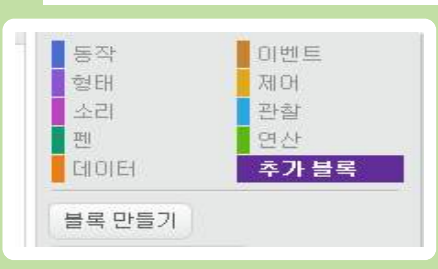 동작 이벤트
형태 제어
소리 관찰
펜 연산
데이터 추가 블록
블록 만들기